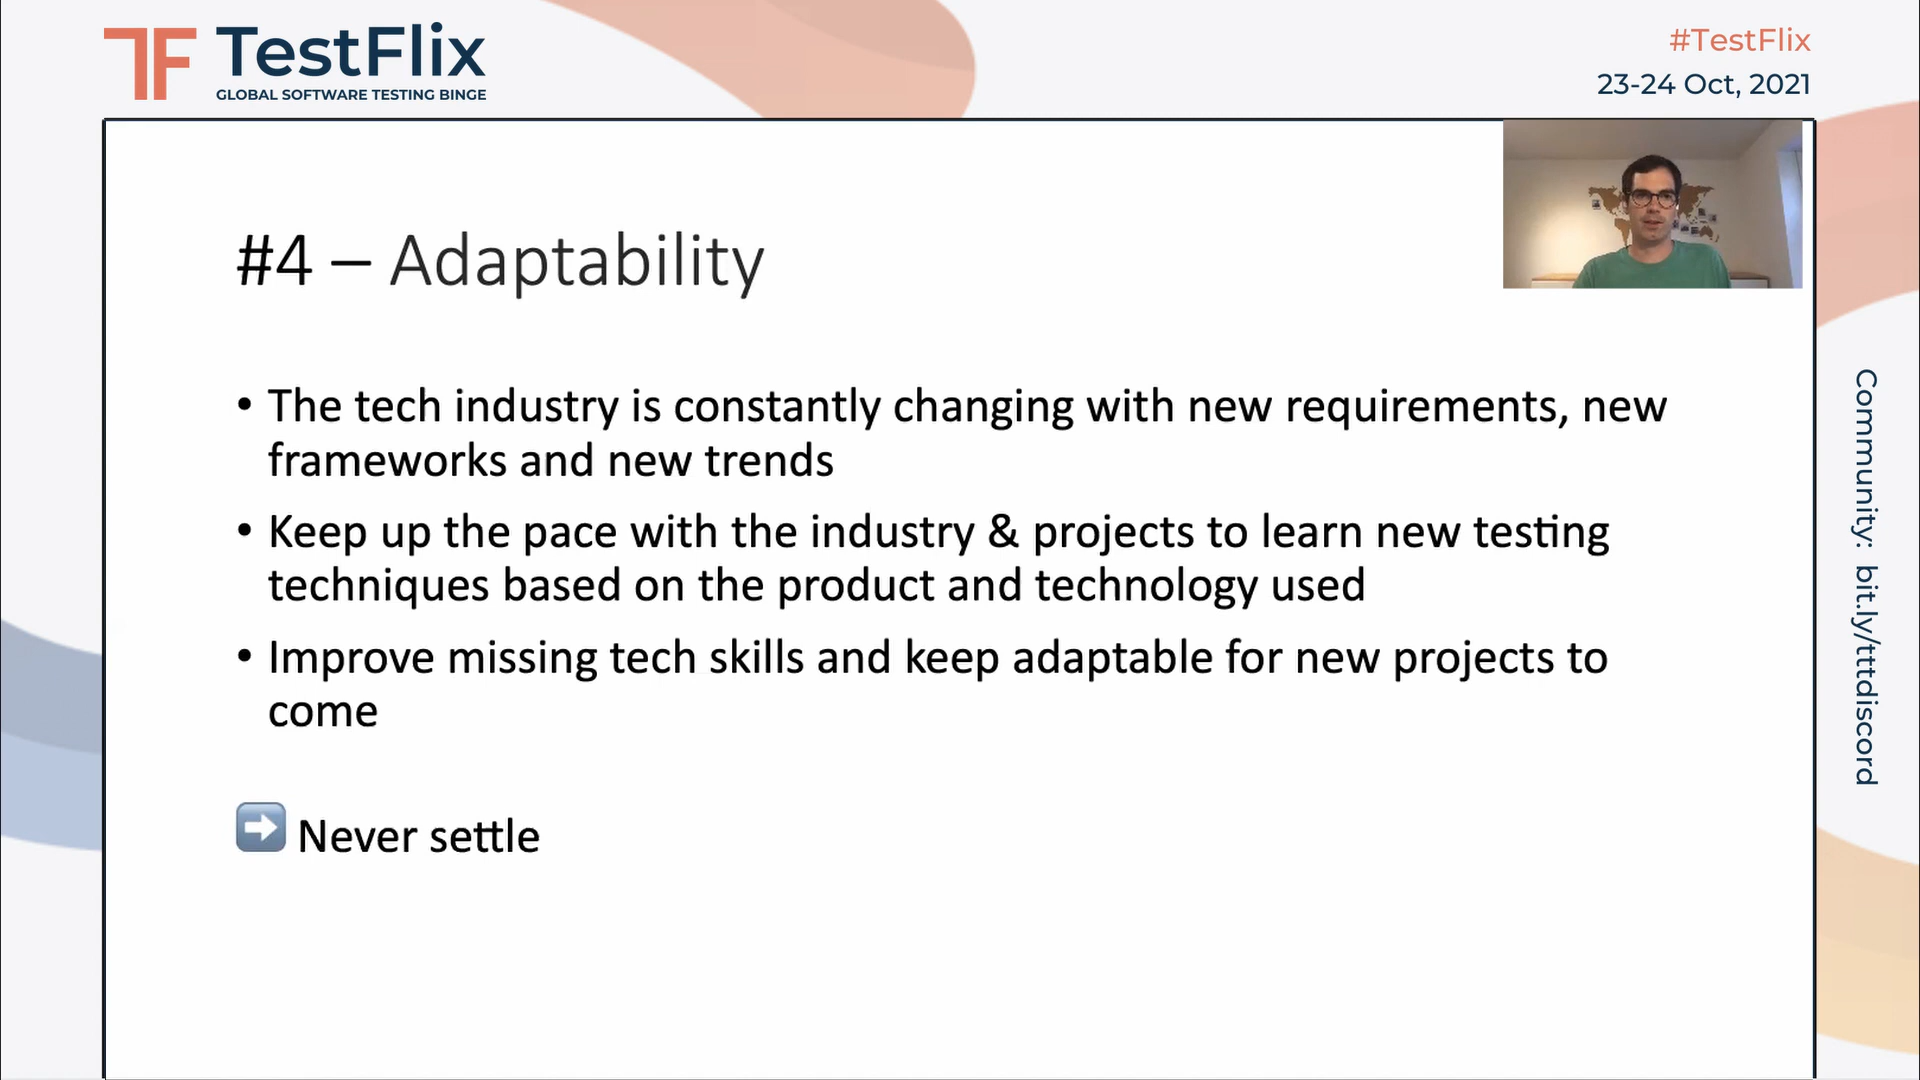 TF TestFlix
GLOBAL SOFTWARE TESTING BINGE
#TestFlix
23-24 Oct, 2021
#4 – Adaptability
• The tech industry is constantly changing with new requirements, new
frameworks and new trends
• Keep up the pace with the industry & projects to learn new testing
techniques based on the product and technology used
• Improve missing tech skills and keep adaptable for new projects to
come
➡️ Never settle
Community: bit.ly/tttdiscord